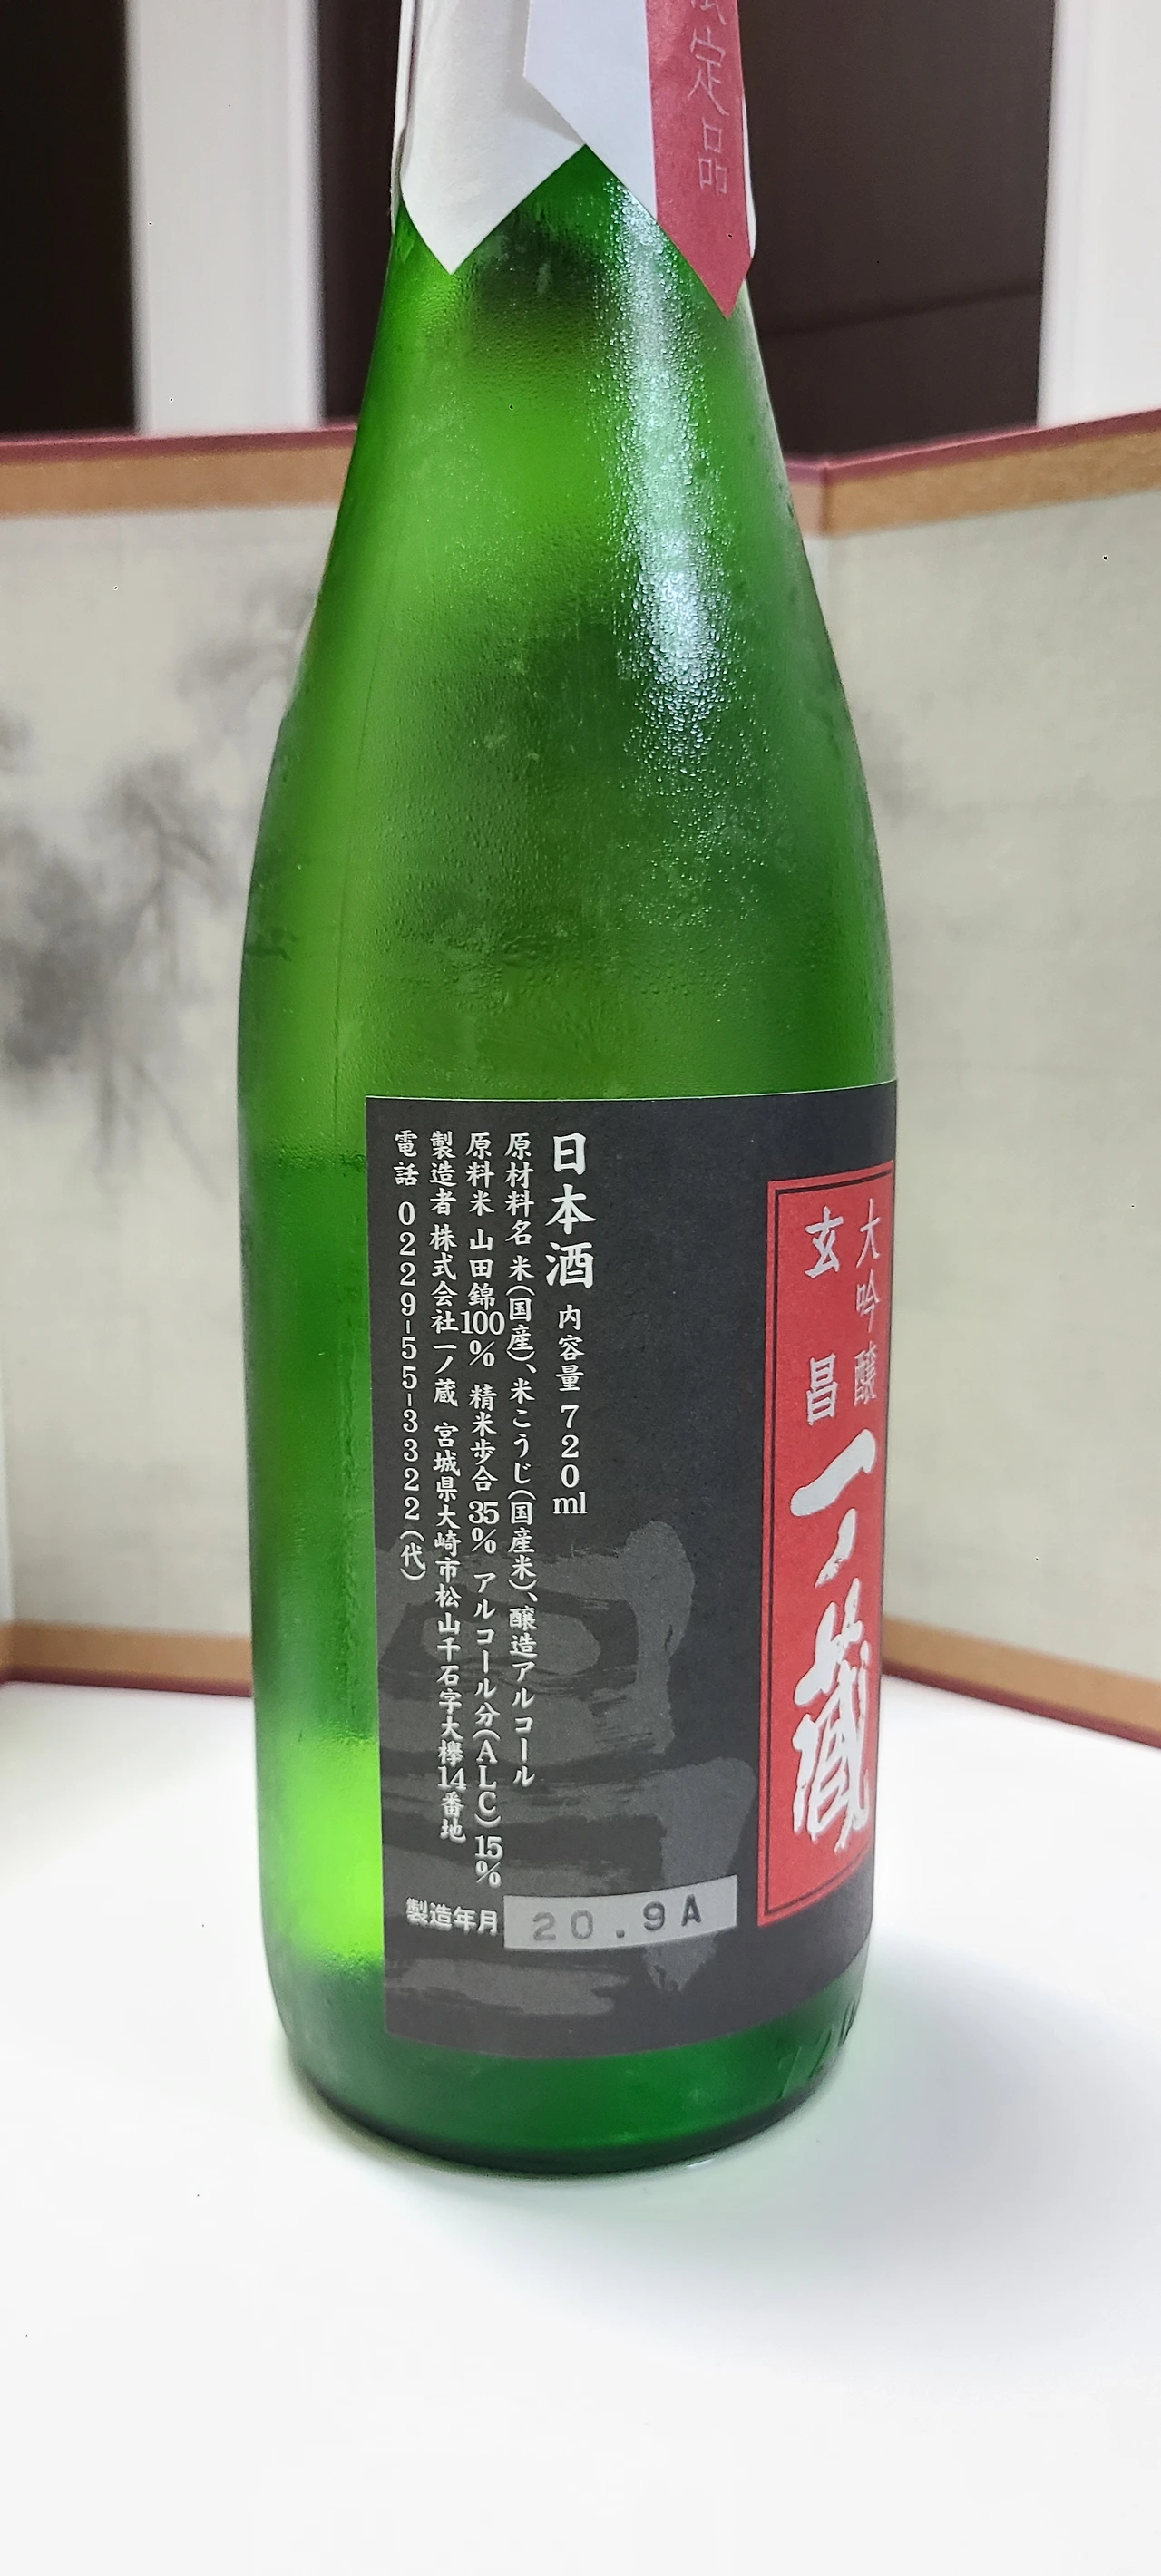 定品
大吟醸
玄昌
一ノ蔵
日本酒 内容量 720ml
原材料名 米(国産)、米こうじ(国産米)、醸造アルコール
原料米 山田錦100% 精米歩合 35% アルコール分(ALC) 15%
製造者 株式会社一ノ蔵 宮城県大崎市松山千石字大欅14番地
電話 0229-55-3322(代)
製造年月 20.9A